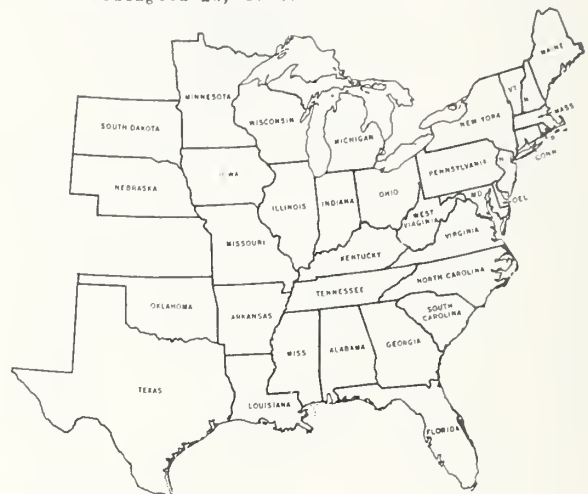 MAINE
MINNESOTA
VT
N
WISCONSIN
NEW YORK
MASS
SOUTH DAKOTA
MICHIGAN
CONN
IOWA
PENNSYLVANIA
N
NEBRASKA
ILLINOIS
INDIANA
OHIO
MD
DEL
WEST
VIRGINIA
VIRGINIA
MISSOURI
KENTUCKY
NORTH CAROLINA
TENNESSEE
OKLAHOMA
ARKANSAS
SOUTH
CAROLINA
MISS
ALABAMA
GEORGIA
TEXAS
LOUISIANA
FLORIDA